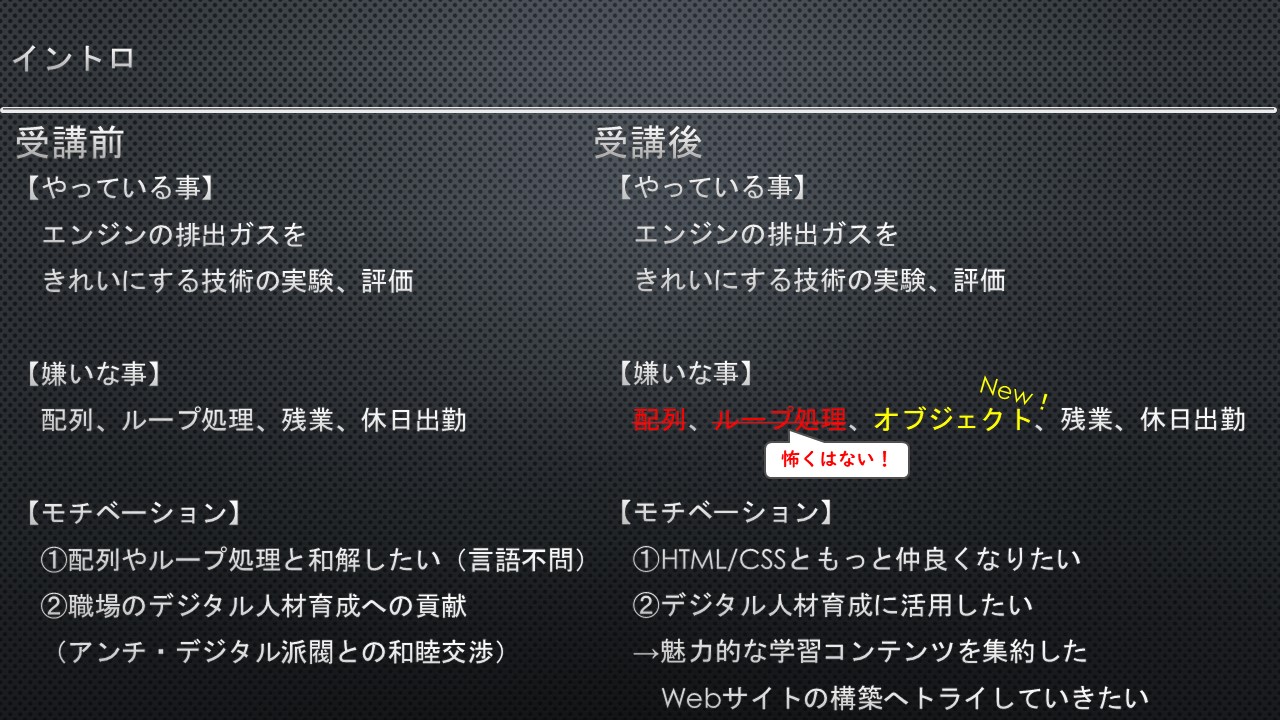 イントロ
受講前
【やっている事】
エンジンの排出ガスを
きれいにする技術の実験、評価
【嫌いな事】
配列、ループ処理、残業、休日出勤
【モチベーション】
①配列やループ処理と和解したい（言語不問）
②職場のデジタル人材育成への貢献
（アンチ・デジタル派閥との和睦交渉）
受講後
【やっている事】
エンジンの排出ガスを
きれいにする技術の実験、評価
【嫌いな事】
New！
配列、ループ処理、オブジェクト、残業、休日出勤
怖くはない！
【モチベーション】
①HTML/CSSともっと仲良くなりたい
②デジタル人材育成に活用したい
→魅力的な学習コンテンツを集約した
Webサイトの構築へトライしていきたい